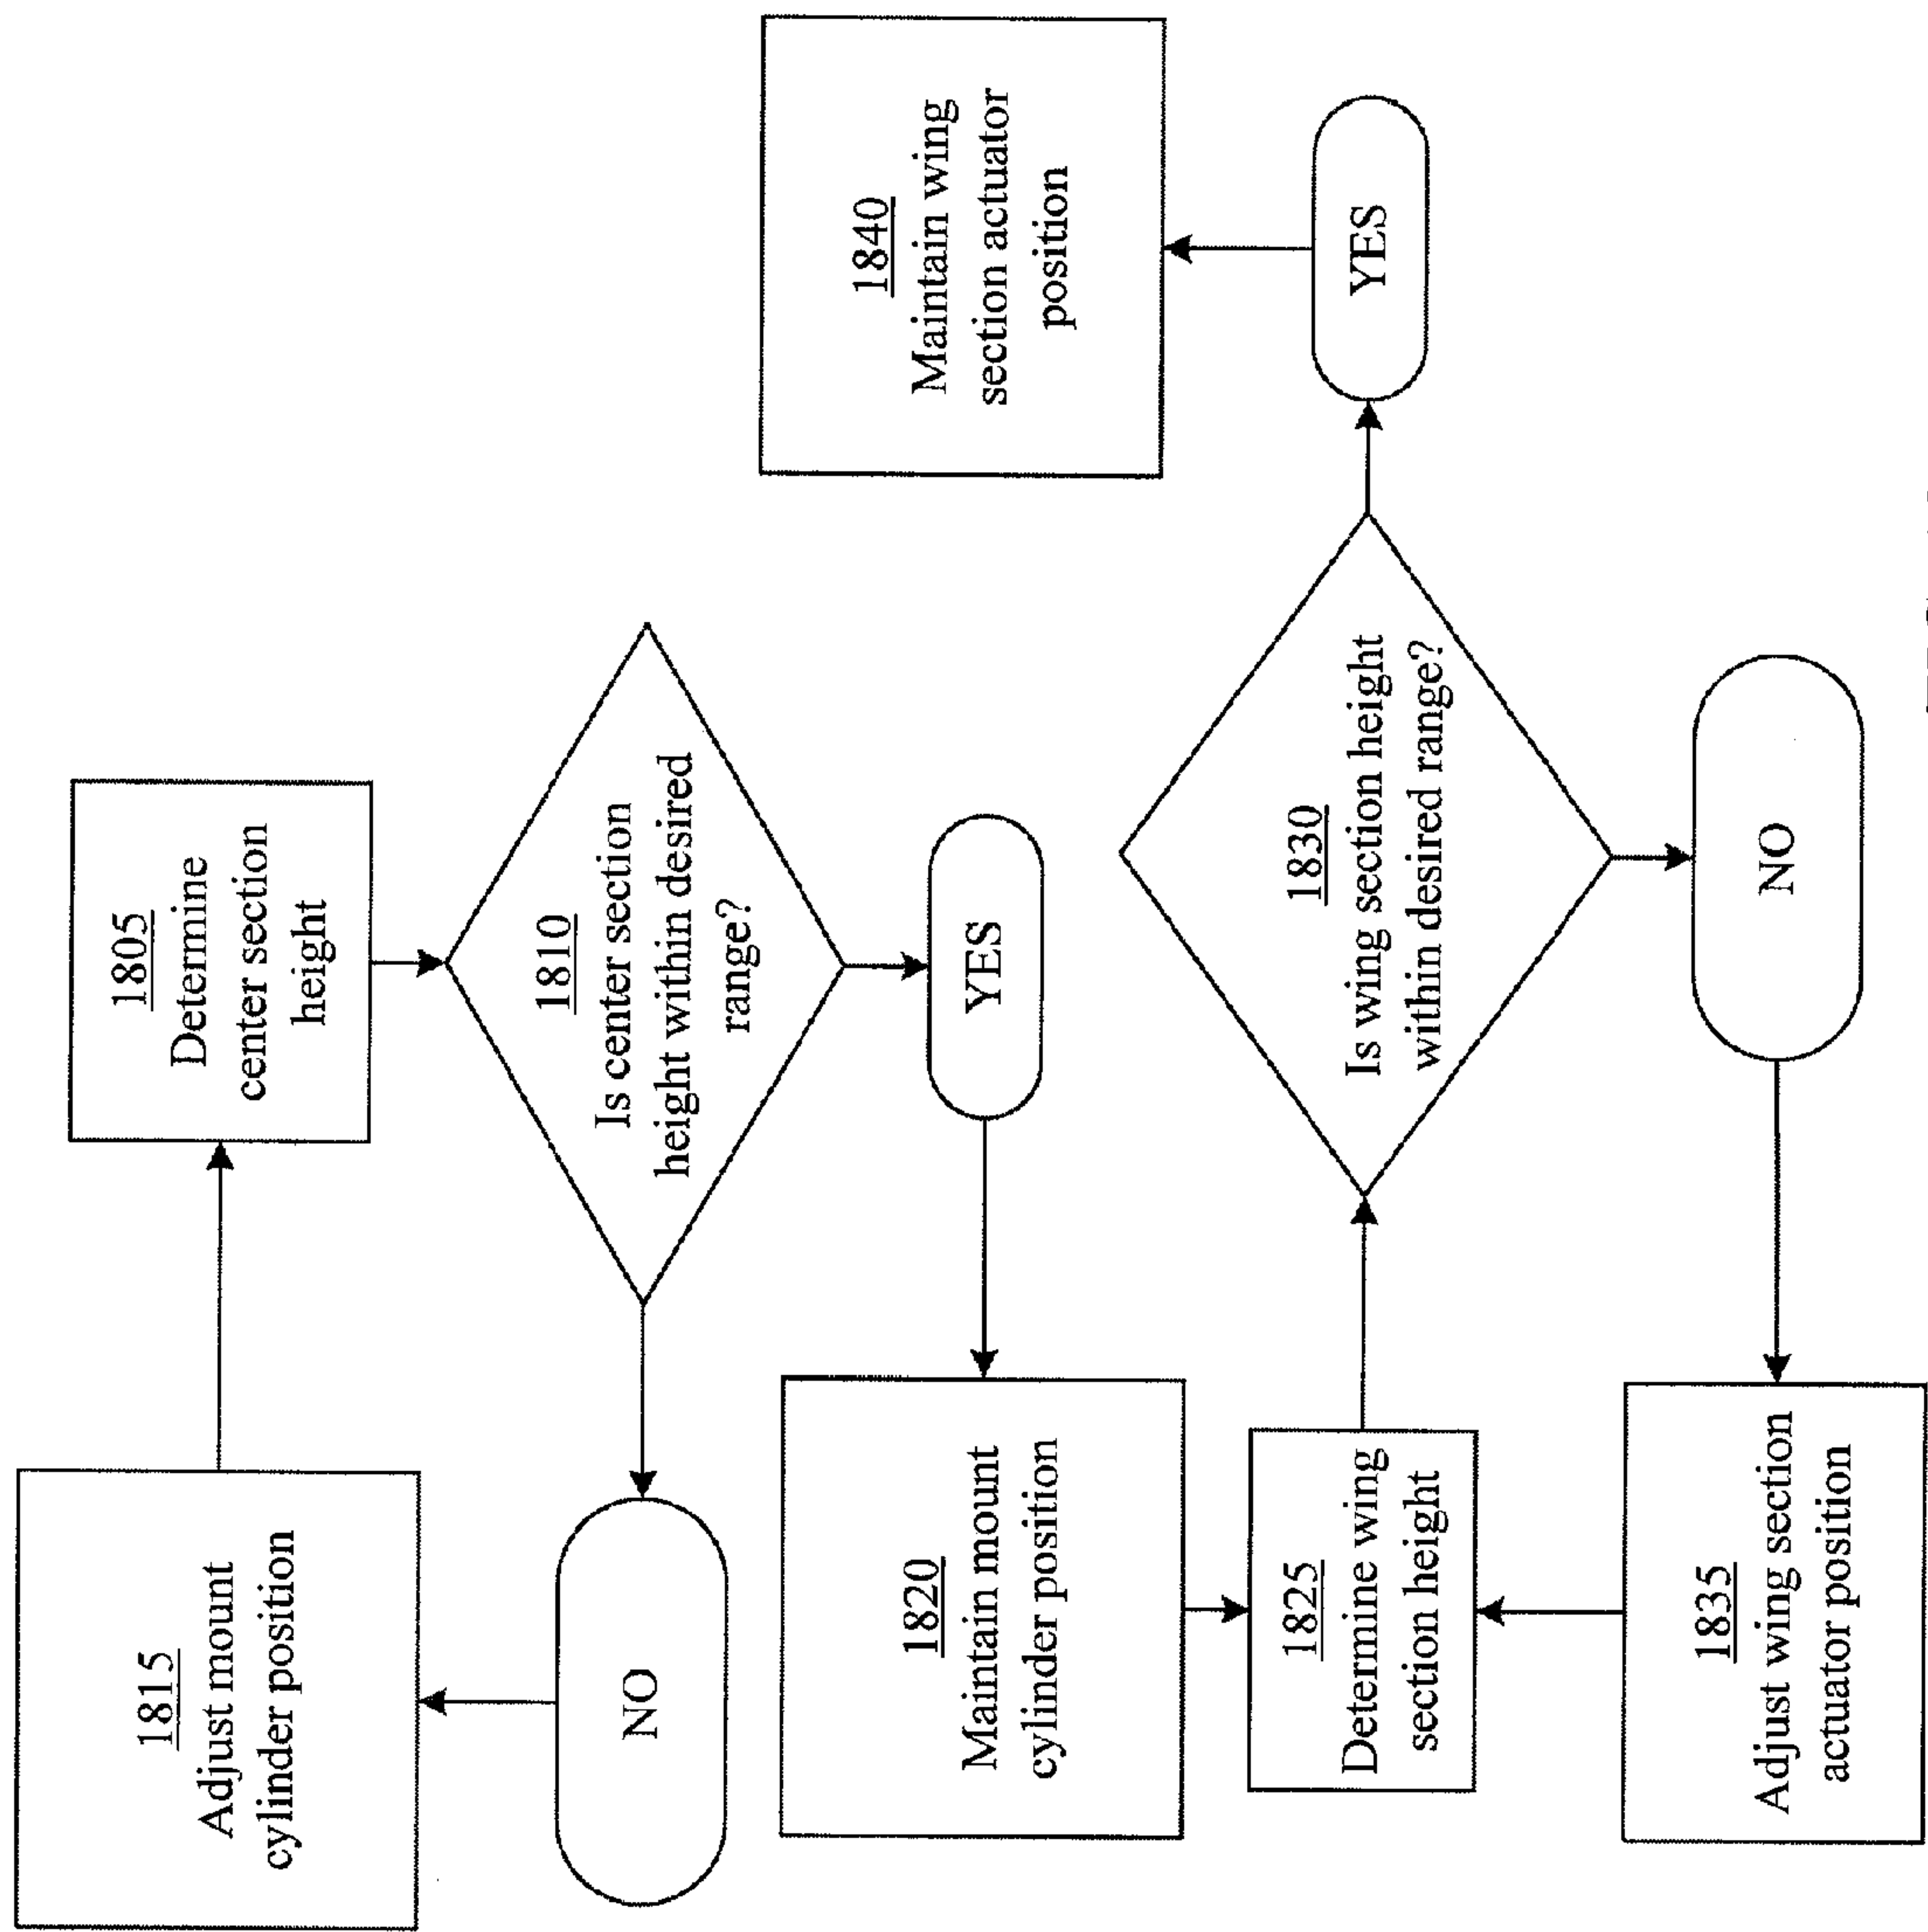 1805
Determine
center section
height
1810
Is center section
height within desired
range?
NO
1815
Adjust mount
cylinder position
YES
1820
Maintain mount
cylinder position
1825
Determine wing
section height
1830
Is wing section height
within desired range?
NO
1835
Adjust wing section
actuator position
YES
1840
Maintain wing
section actuator
position